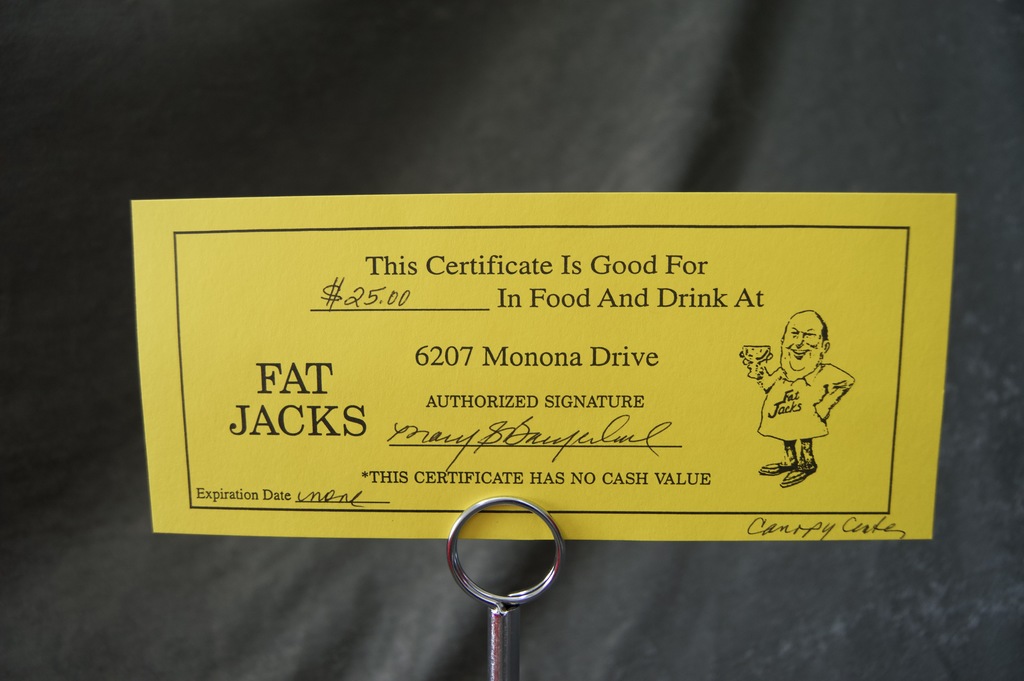 This Certificate Is Good For
$25.00 In Food And Drink At
6207 Monona Drive
FAT
JACKS
AUTHORIZED SIGNATURE
Mary
*THIS CERTIFICATE HAS NO CASH VALUE
Expiration Date none
Fat
Jacks
Canopy Center